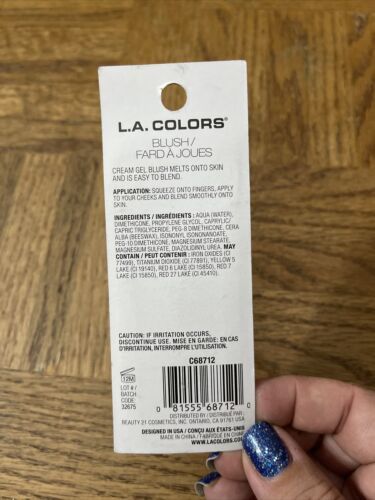 L.A. COLORS®
BLUSH /
FARD À JOUES
CREAM GEL BLUSH MELTS ONTO SKIN
AND IS EASY TO BLEND.
APPLICATION: SQUEEZE ONTO FINGERS, APPLY
TO YOUR CHEEKS AND BLEND SMOOTHLY ONTO
SKIN.
INGREDIENTS / INGRÉDIENTS : AQUA (WATER),
DIMETHICONE, PROPYLENE GLYCOL, CAPRYLIC/
CAPRIC TRIGLYCERIDE, PEG-8 DIMETHICONE, CERA
ALBA (BEESWAX), ISONONYL ISONONANOATE,
PEG-10 DIMETHICONE, MAGNESIUM STEARATE,
MAGNESIUM SULFATE, DIAZOLIDINYL UREA. MAY
CONTAIN / PEUT CONTENIR : IRON OXIDES (CI
77499), TITANIUM DIOXIDE (CI 77891), YELLOW 5
LAKE (CI 19140), RED 6 LAKE (CI 15850), RED 7
LAKE (CI 15850), RED 27 LAKE (CI 45410).
CAUTION: IF IRRITATION OCCURS,
DISCONTINUE USE. MISE EN GARDE: EN CAS
D'IRRITATION, INTERROMPRE L'UTILISATION.
C68712
12M
LOT # /
BATCH
CODE:
32675
0 81555 68712 0
DISTRIBUTED BY / DISTRIBUÉ PAR :
BEAUTY 21 COSMETICS, INC. ONTARIO, CA 91761 USA
DESIGNED IN USA / CONÇU AUX ÉTATS-UNIS
MADE IN CHINA / FABRIQUÉ EN CHINE
WWW.LACOLORS.CO